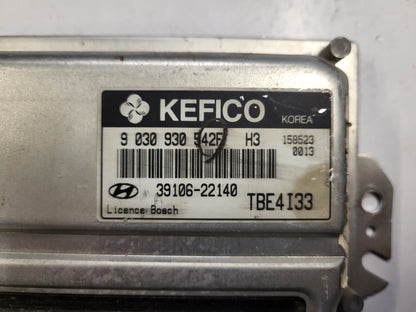 KEFICO KOREA
9 030 930 542F H3 158523
0013
39106-22140
Licence Bosch TBE4I33